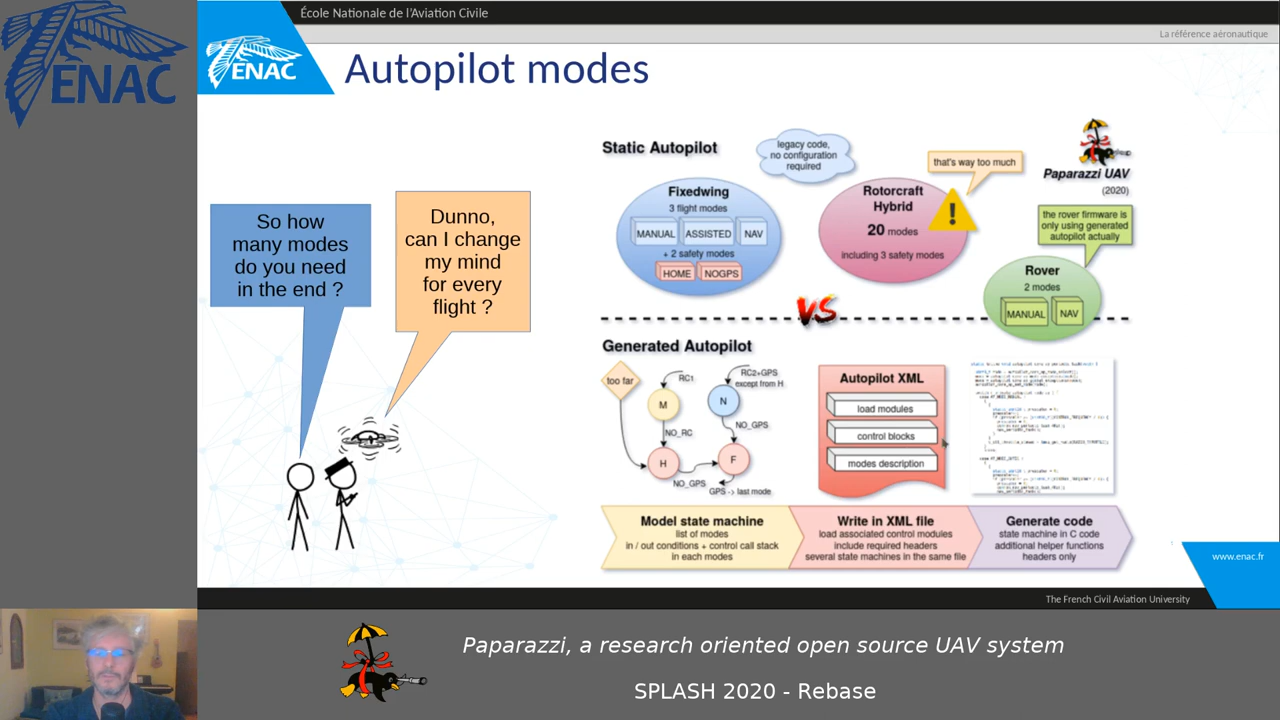 ENAC
École Nationale de l'Aviation Civile
La référence aéronautique
ENAC
Autopilot modes
So how
many modes
do you need
in the end ?
Dunno,
can I change
my mind
for every
flight ?
Static Autopilot
legacy code,
no configuration
required
that's way too much
Paparazzi UAV
(2020)
Fixedwing
3 flight modes
MANUAL
ASSISTED
NAV
+ 2 safety modes
HOME
NOGPS
Rotorcraft
Hybrid
20 modes
including 3 safety modes
!
the rover firmware is
only using generated
autopilot actually
Rover
2 modes
MANUAL
NAV
VS
Generated Autopilot
too far
RC1
RC2+GPS
except from H
M
N
NO_RC
NO_GPS
H
F
NO_GPS
GPS -> last mode
Autopilot XML
load modules
control blocks
modes description
Model state machine
list of modes
in / out conditions + control call stack
in each modes
Write in XML file
load associated control modules
include required headers
several state machines in the same file
Generate code
state machine in C code
additional helper functions
headers only
www.enac.fr
The French Civil Aviation University
Paparazzi, a research oriented open source UAV system
SPLASH 2020 - Rebase